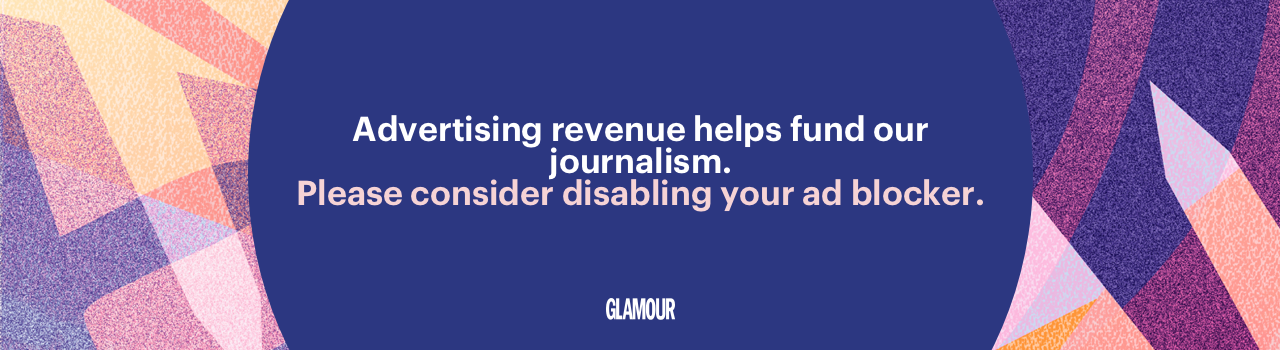 Advertising revenue helps fund our
journalism.
Please consider disabling your ad blocker.
GLAMOUR